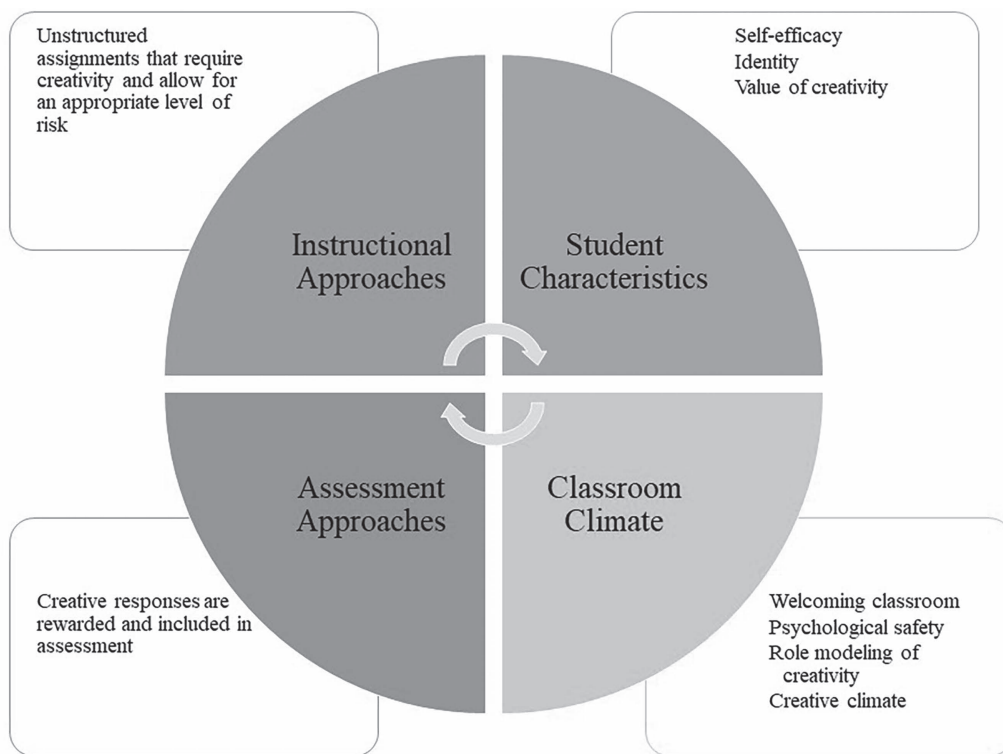 Unstructured
assignments that require
creativity and allow for
an appropriate level of
risk
Self-efficacy
Identity
Value of creativity
Instructional
Approaches
Student
Characteristics
Assessment
Approaches
Classroom
Climate
Creative responses are
rewarded and included in
assessment
Welcoming classroom
Psychological safety
Role modeling of
creativity
Creative climate